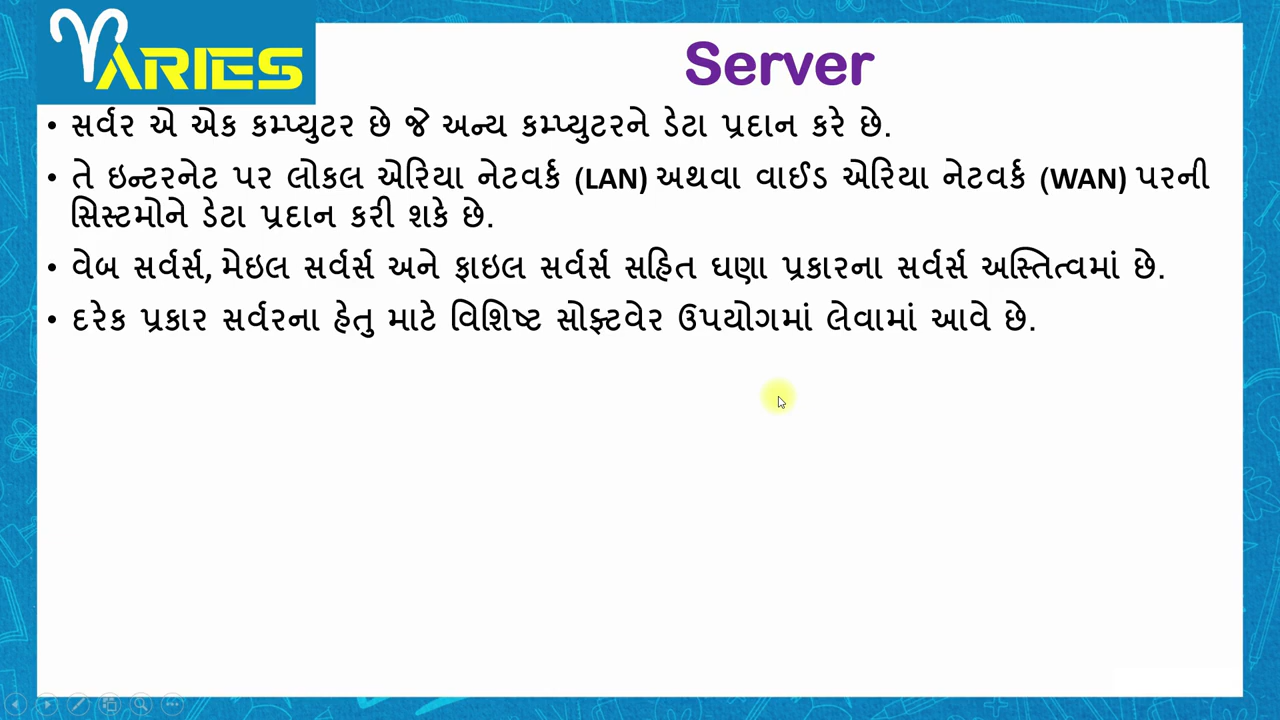 ARIES
Server
• સર્વર એ એક કમ્પ્યુટર છે જે અન્ય કમ્પ્યુટરને ડેટા પ્રદાન કરે છે.
• તે ઇન્ટરનેટ પર લોકલ એરિયા નેટવર્ક (LAN) અથવા વાઈડ એરિયા નેટવર્ક (WAN) પરની
સિસ્ટમોને ડેટા પ્રદાન કરી શકે છે.
• વેબ સર્વર્સ, મેઇલ સર્વર્સ અને ફાઇલ સર્વર્સ સહિત ઘણા પ્રકારના સર્વર્સ અસ્તિત્વમાં છે.
• દરેક પ્રકાર સર્વરના હેતુ માટે વિશિષ્ટ સોફ્ટવેર ઉપયોગમાં લેવામાં આવે છે.